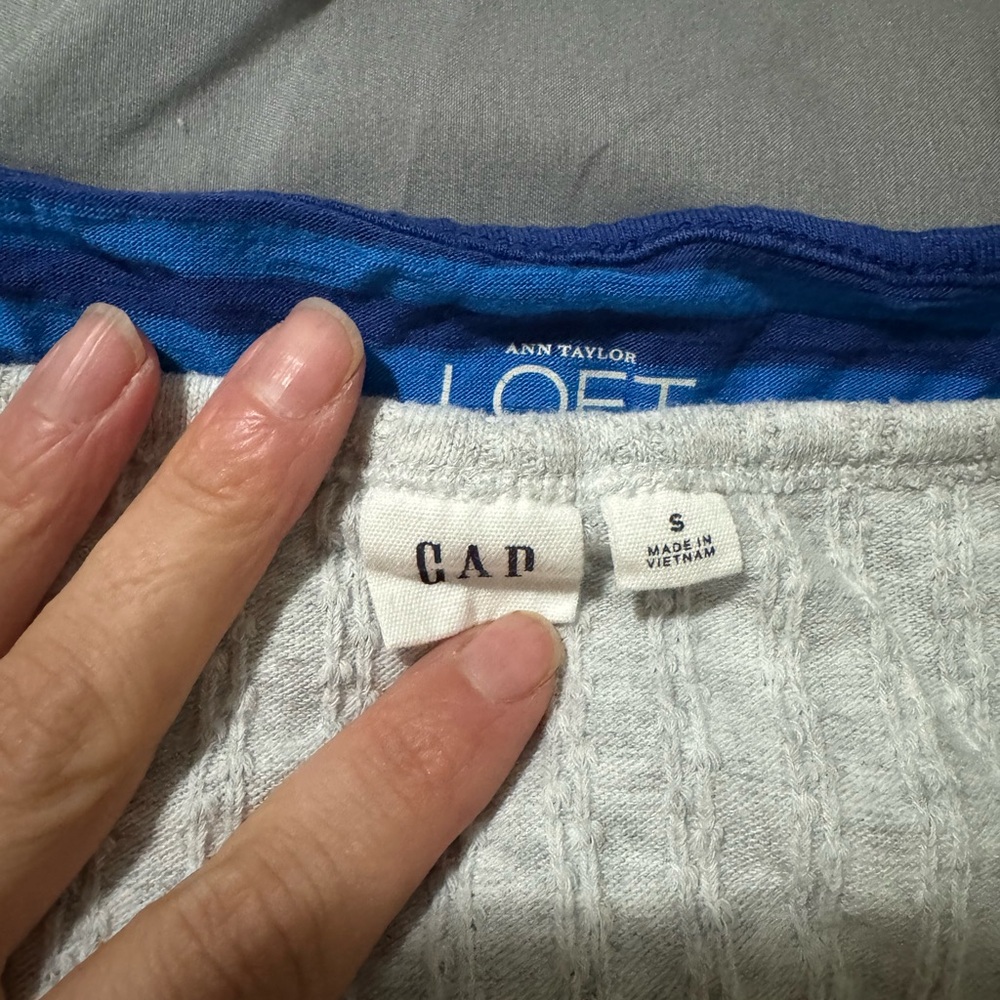 ANN TAYLOR
LOFT
GAP
S
MADE IN
VIETNAM